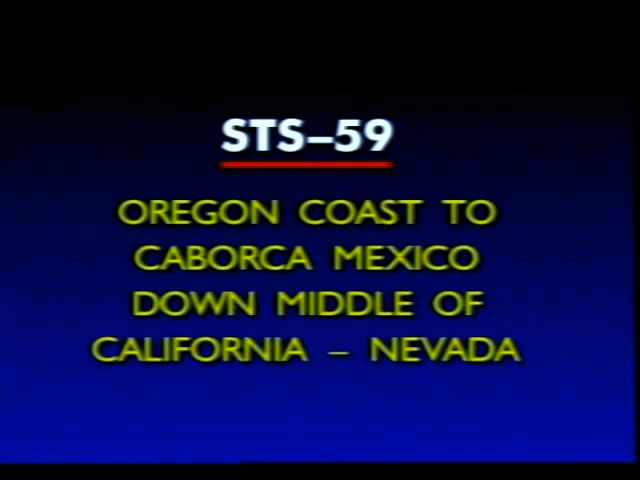 STS–59
OREGON COAST TO
CABORCA MEXICO
DOWN MIDDLE OF
CALIFORNIA – NEVADA